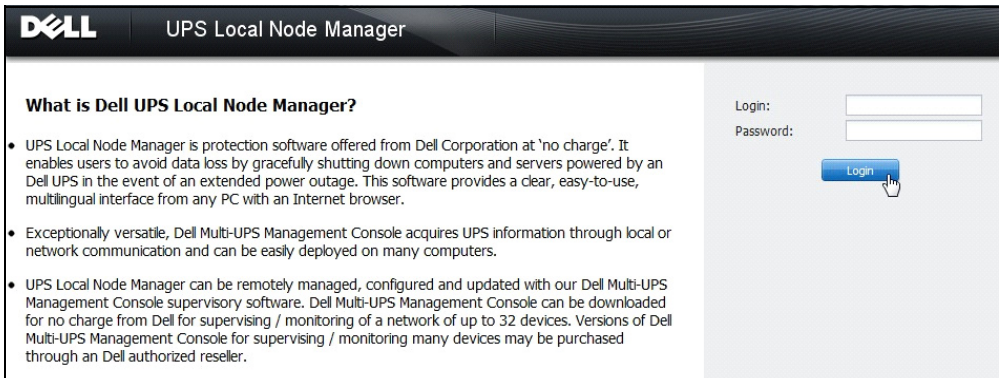 DELL UPS Local Node Manager
What is Dell UPS Local Node Manager?
• UPS Local Node Manager is protection software offered from Dell Corporation at ‘no charge’. It
enables users to avoid data loss by gracefully shutting down computers and servers powered by an
Dell UPS in the event of an extended power outage. This software provides a clear, easy-to-use,
multilingual interface from any PC with an Internet browser.
• Exceptionally versatile, Dell Multi-UPS Management Console acquires UPS information through local or
network communication and can be easily deployed on many computers.
• UPS Local Node Manager can be remotely managed, configured and updated with our Dell Multi-UPS
Management Console supervisory software. Dell Multi-UPS Management Console can be downloaded
for no charge from Dell for supervising / monitoring of a network of up to 32 devices. Versions of Dell
Multi-UPS Management Console for supervising / monitoring many devices may be purchased
through an Dell authorized reseller.
Login:
Password:
Login